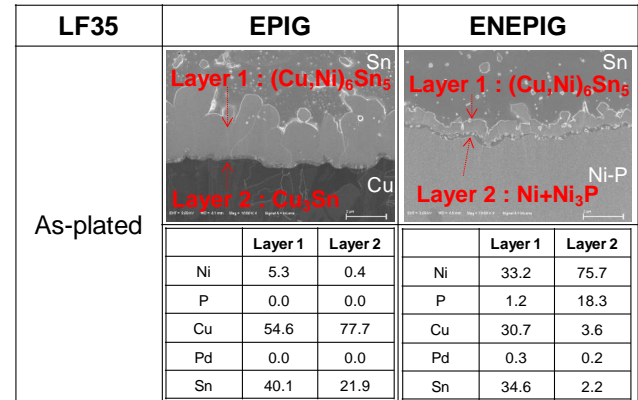 LF35 EPIG ENEPIG
As-plated
Sn
Layer 1 : (Cu,Ni)6Sn5
Cu
Layer 2 : Cu3Sn
Sn
Layer 1 : (Cu,Ni)6Sn5
Ni-P
Layer 2 : Ni+Ni3P
Layer 1 Layer 2
Ni 5.3 0.4
P 0.0 0.0
Cu 54.6 77.7
Pd 0.0 0.0
Sn 40.1 21.9
Layer 1 Layer 2
Ni 33.2 75.7
P 1.2 18.3
Cu 30.7 3.6
Pd 0.3 0.2
Sn 34.6 2.2